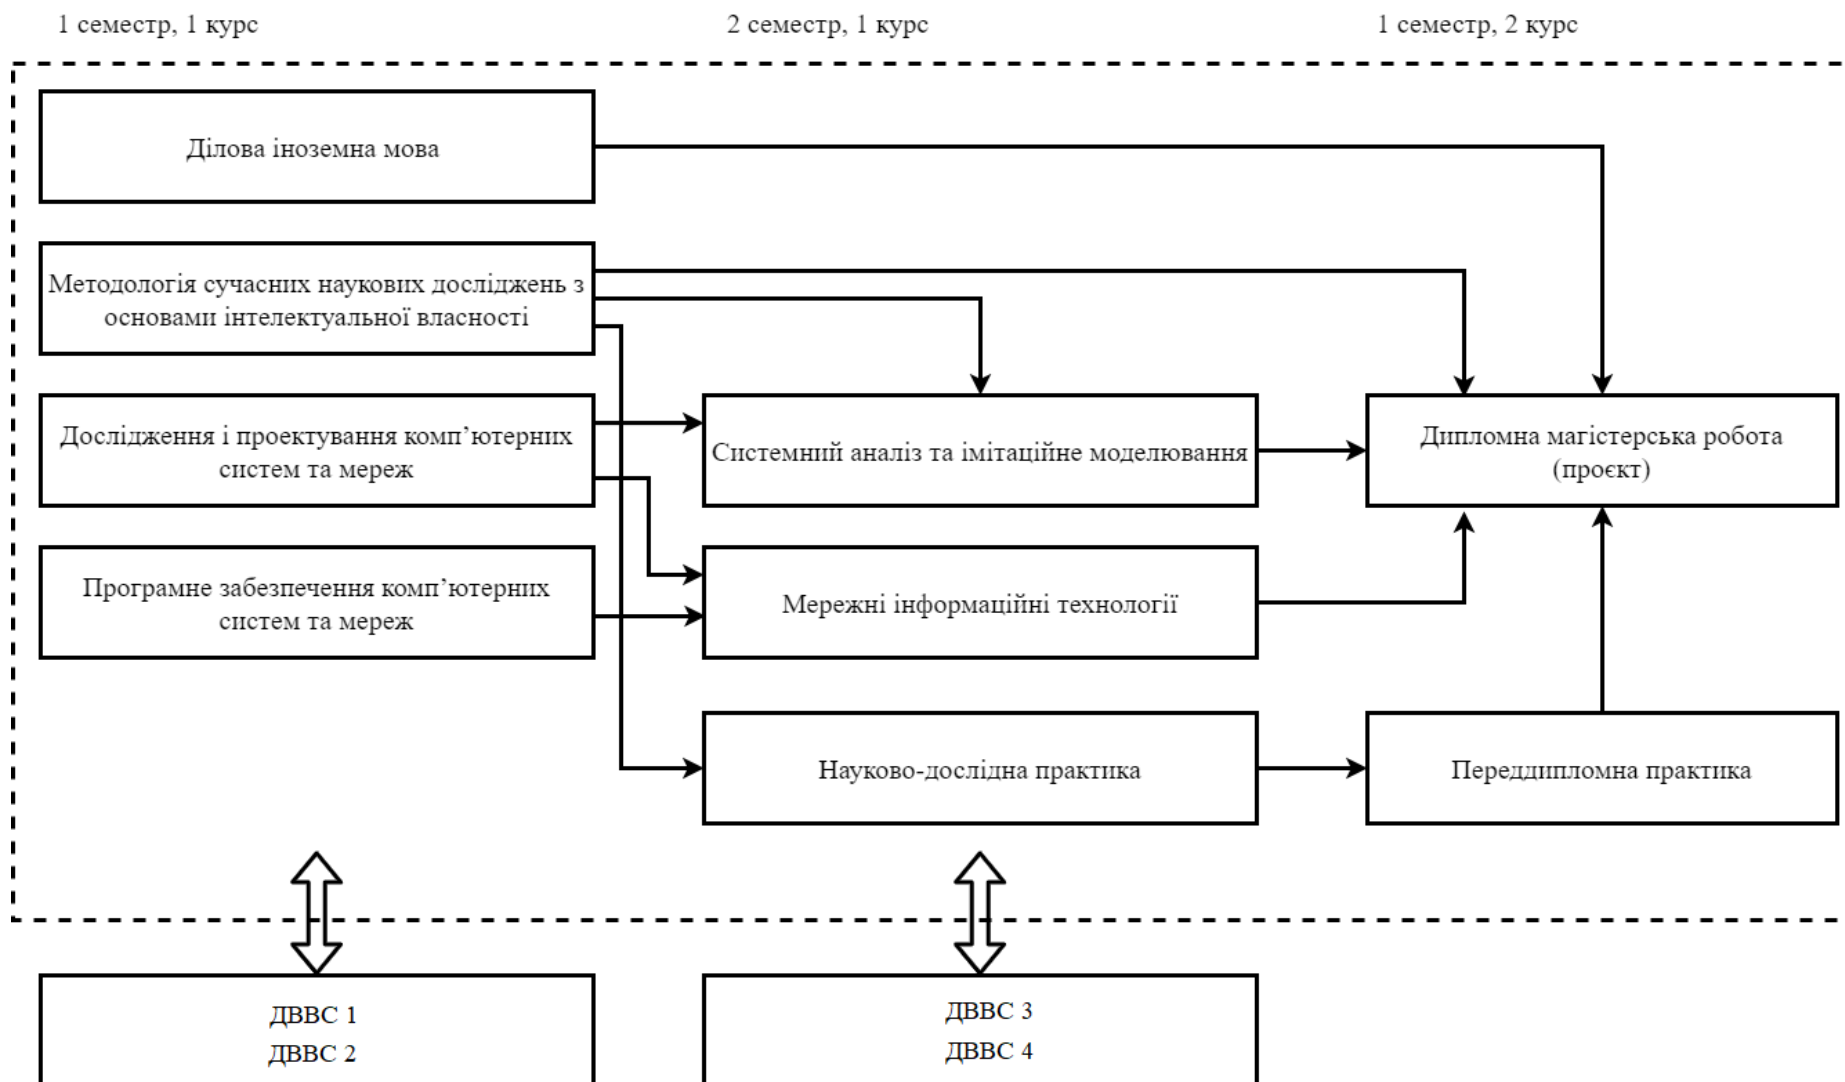 1 семестр, 1 курс
2 семестр, 1 курс
1 семестр, 2 курс
Ділова іноземна мова
Методологія сучасних наукових досліджень з
основами інтелектуальної власності
Дослідження і проектування комп’ютерних
систем та мереж
Системний аналіз та імітаційне моделювання
Дипломна магістерська робота
(проєкт)
Програмне забезпечення комп’ютерних
систем та мереж
Мережні інформаційні технології
Науково-дослідна практика
Переддипломна практика
ДВВС 1
ДВВС 2
ДВВС 3
ДВВС 4